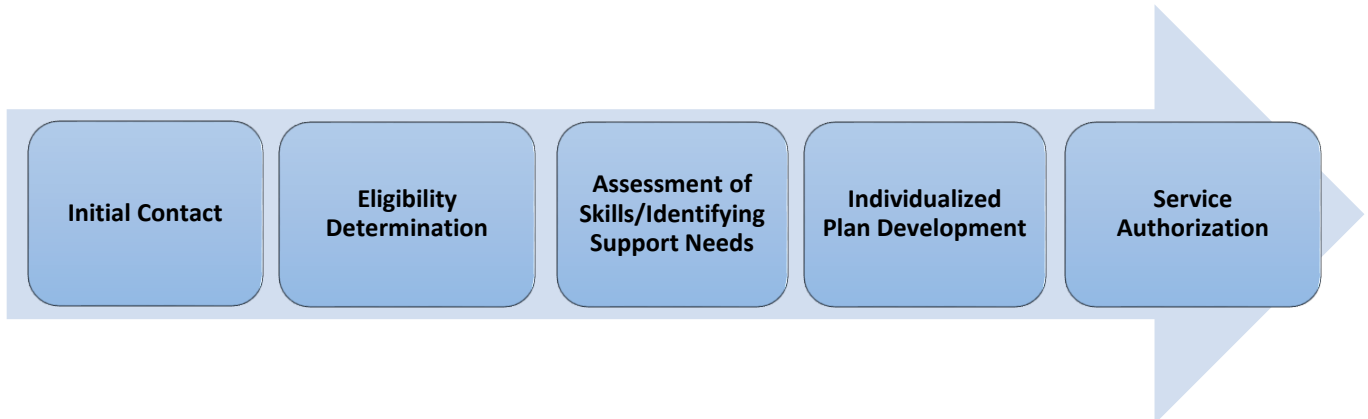 Initial Contact
Eligibility
Determination
Assessment of
Skills/Identifying
Support Needs
Individualized
Plan Development
Service
Authorization